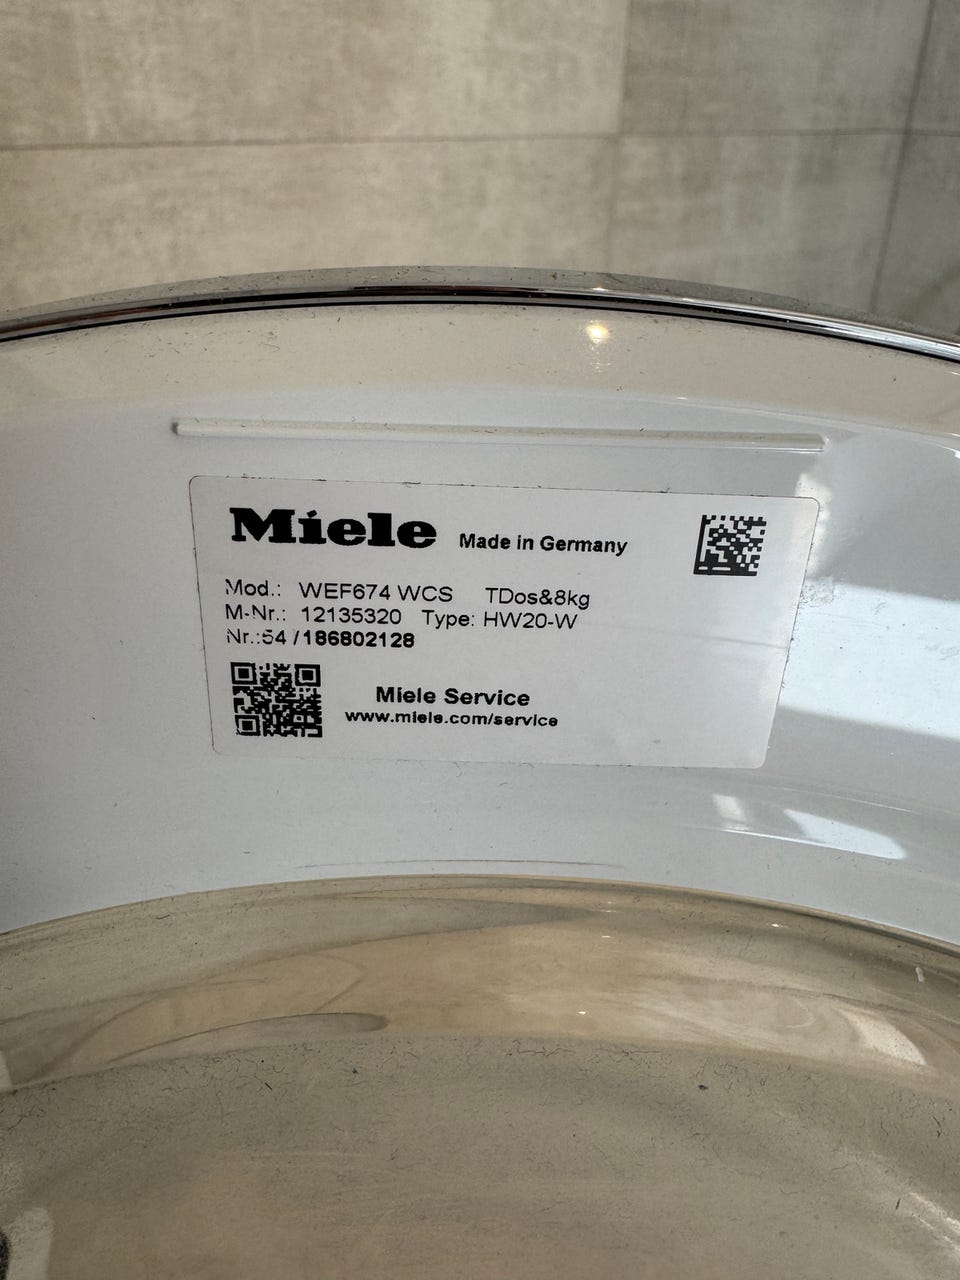 Miele Made in Germany
Mod.: WEF674 WCS TDos&8kg
M-Nr.: 12135320 Type: HW20-W
Nr.:54 /186802128
Miele Service
www.miele.com/service